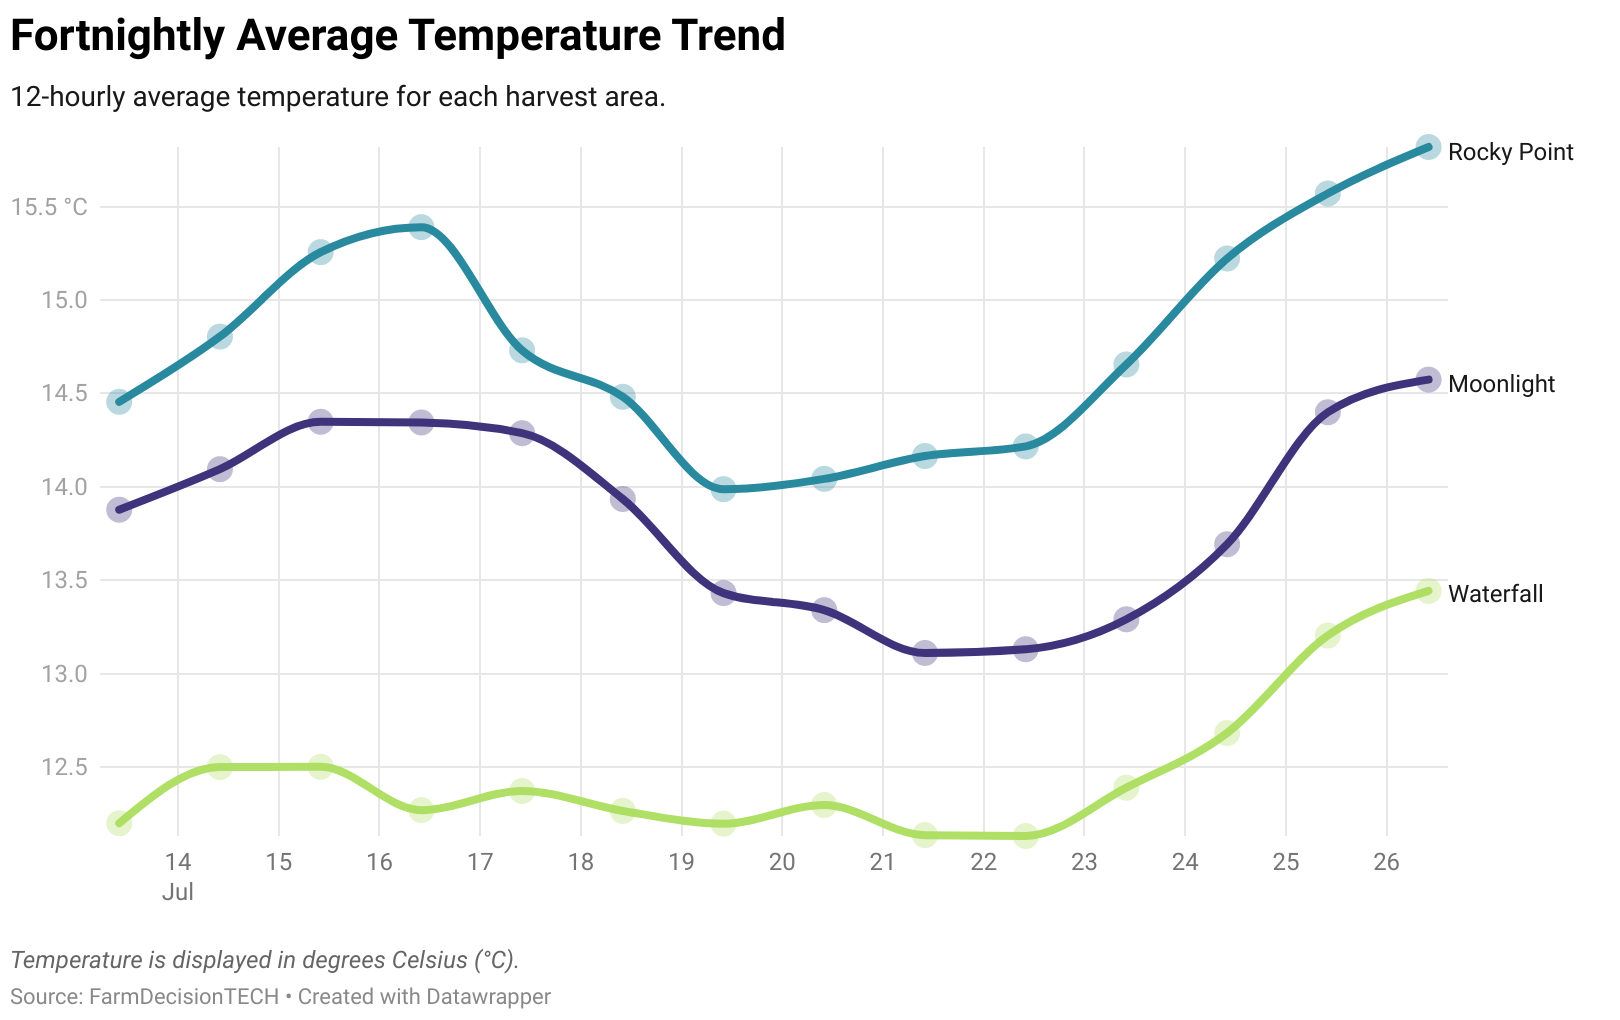 Fortnightly Average Temperature Trend
12-hourly average temperature for each harvest area.
Rocky Point
15.5 °C
15.0
14.5
Moonlight
14.0
13.5
Waterfall
13.0
12.5
14 15 16 17 18 19 20 21 22 23 24 25 26
Jul
Temperature is displayed in degrees Celsius (°C).
Source: FarmDecisionTECH • Created with Datawrapper